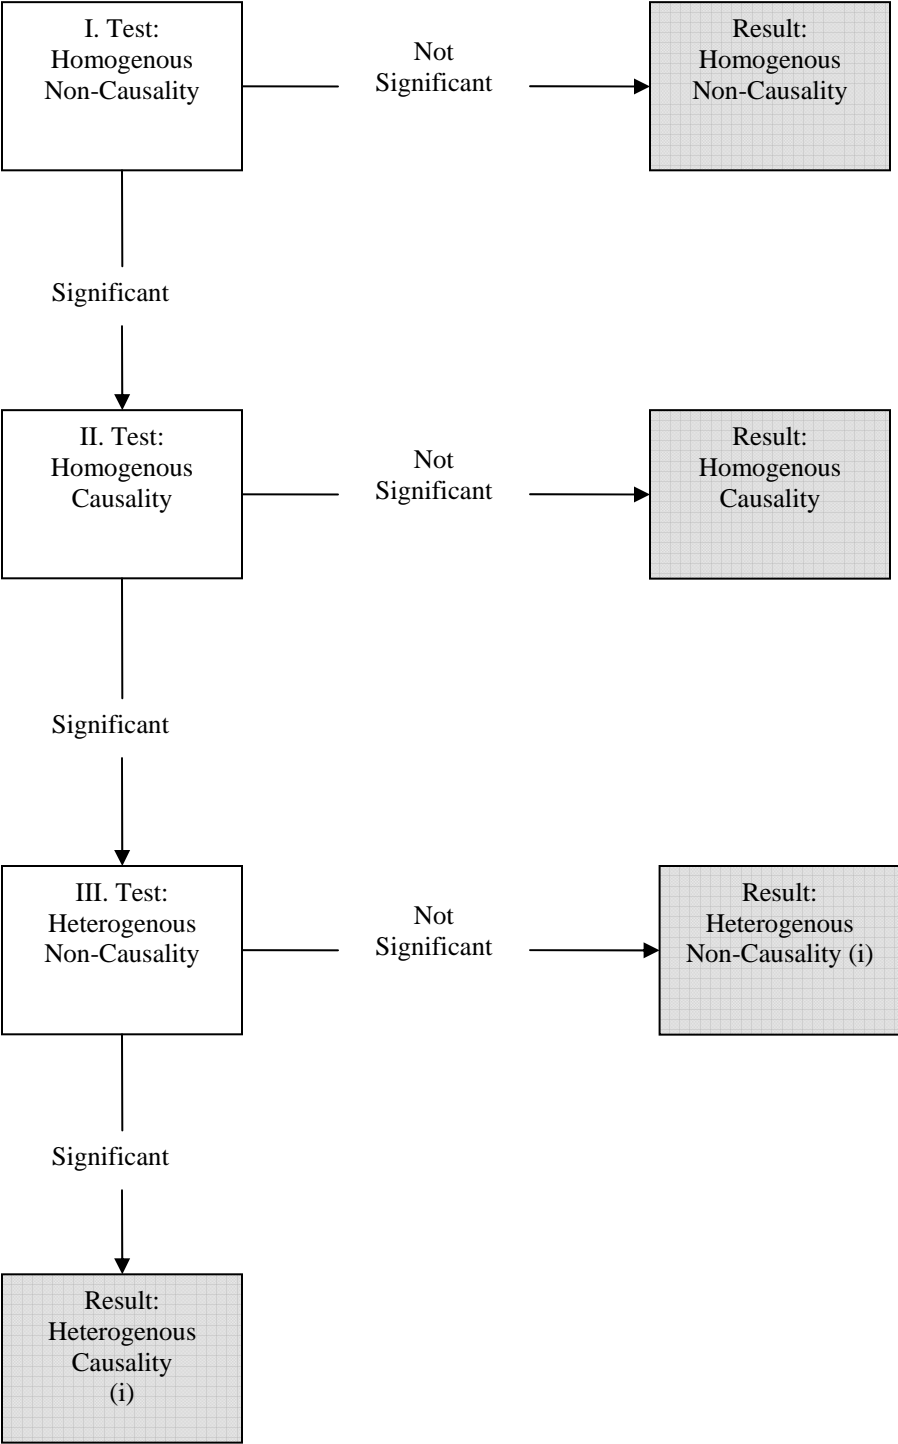 I. Test:
Homogenous
Non-Causality
Not
Significant
Result:
Homogenous
Non-Causality
Significant
II. Test:
Homogenous
Causality
Not
Significant
Result:
Homogenous
Causality
Significant
III. Test:
Heterogenous
Non-Causality
Not
Significant
Result:
Heterogenous
Non-Causality (i)
Significant
Result:
Heterogenous
Causality
(i)